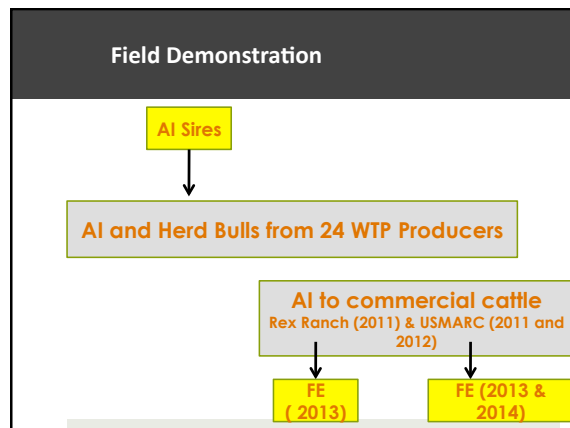 Field Demonstration
AI Sires
AI and Herd Bulls from 24 WTP Producers
AI to commercial cattle
Rex Ranch (2011) & USMARC (2011 and
2012)
FE
( 2013)
FE (2013 &
2014)